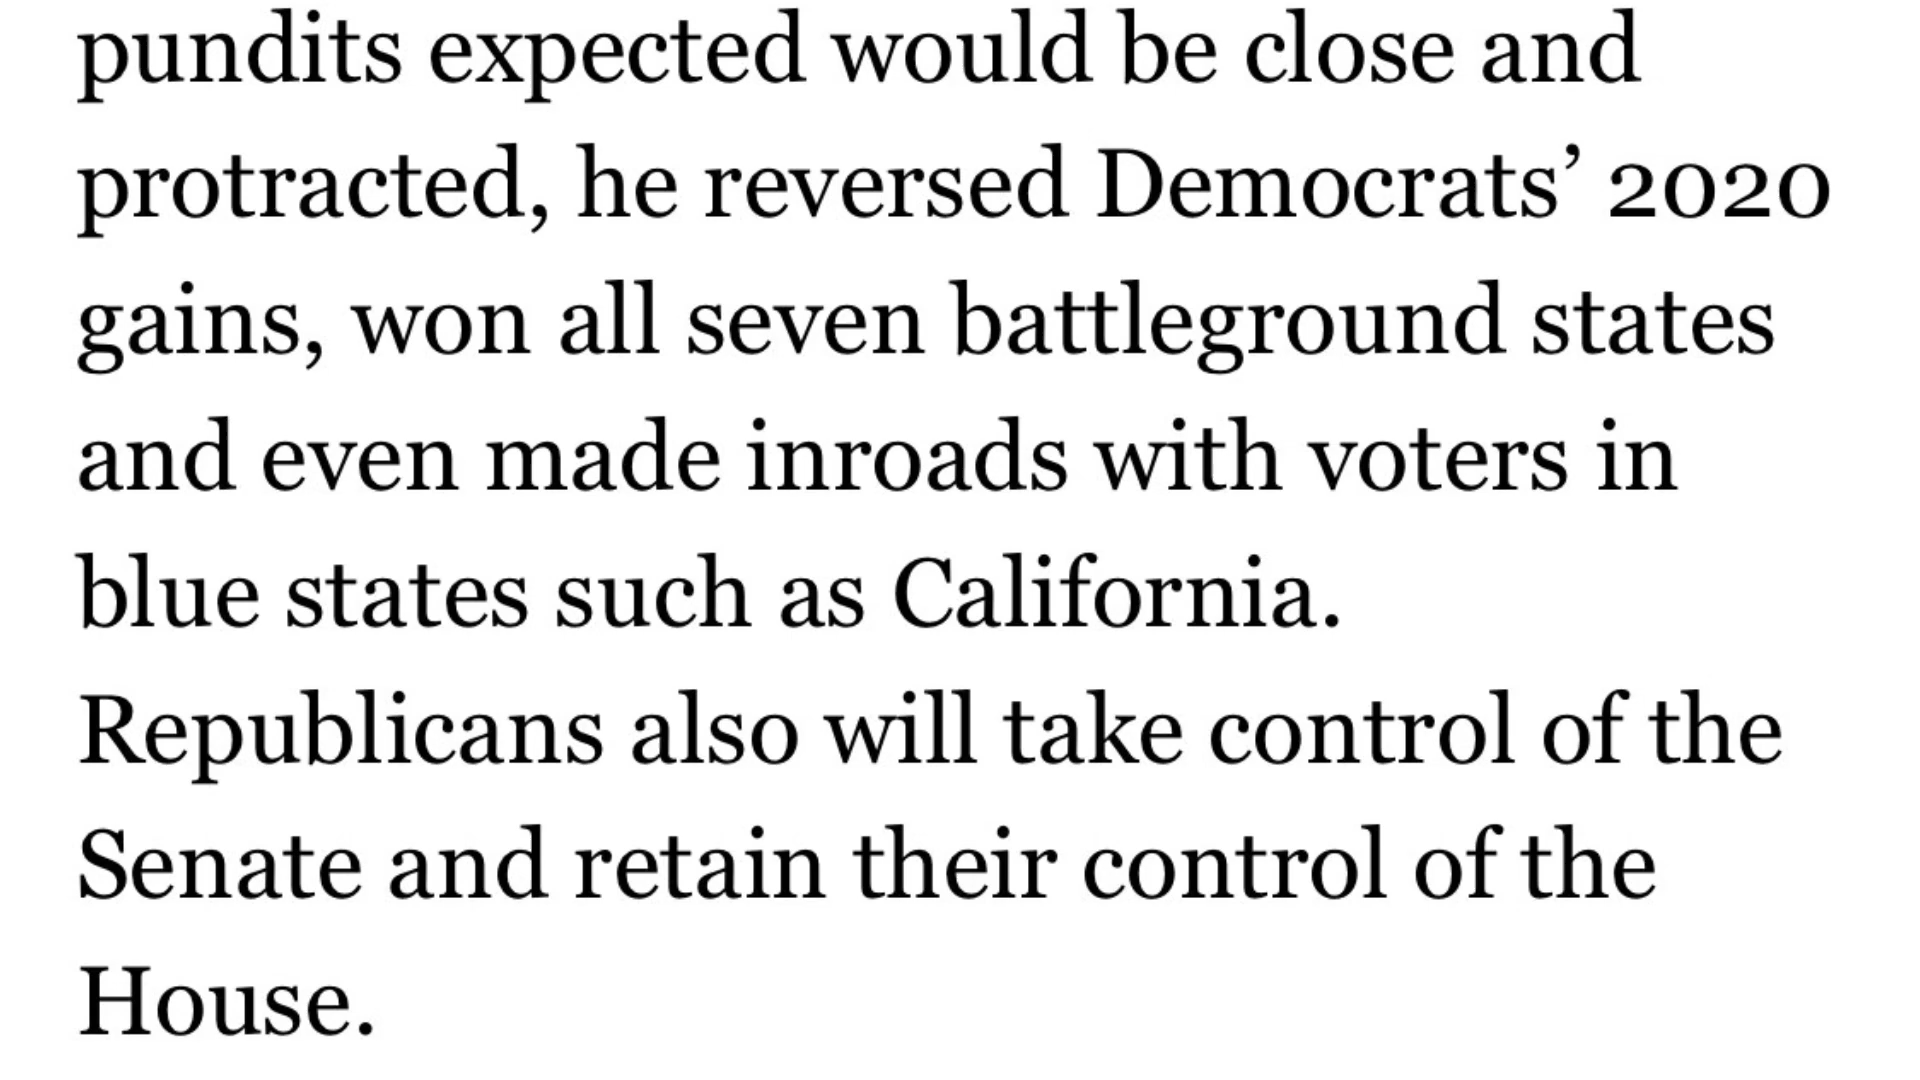 pundits expected would be close and
protracted, he reversed Democrats’ 2020
gains, won all seven battleground states
and even made inroads with voters in
blue states such as California.
Republicans also will take control of the
Senate and retain their control of the
House.